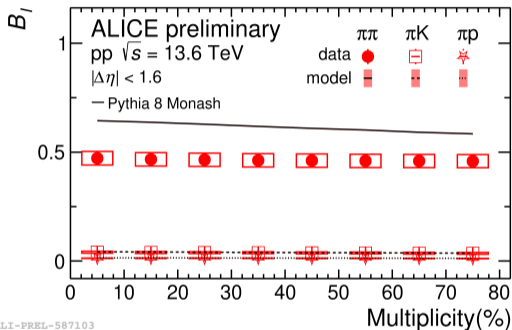 B_I
ALICE preliminary
pp √s = 13.6 TeV
|Δη| < 1.6
Pythia 8 Monash
ππ πK πp
data
model
1
0.5
0
0 10 20 30 40 50 60 70 80
Multiplicity(%)
LI-PREL-587103